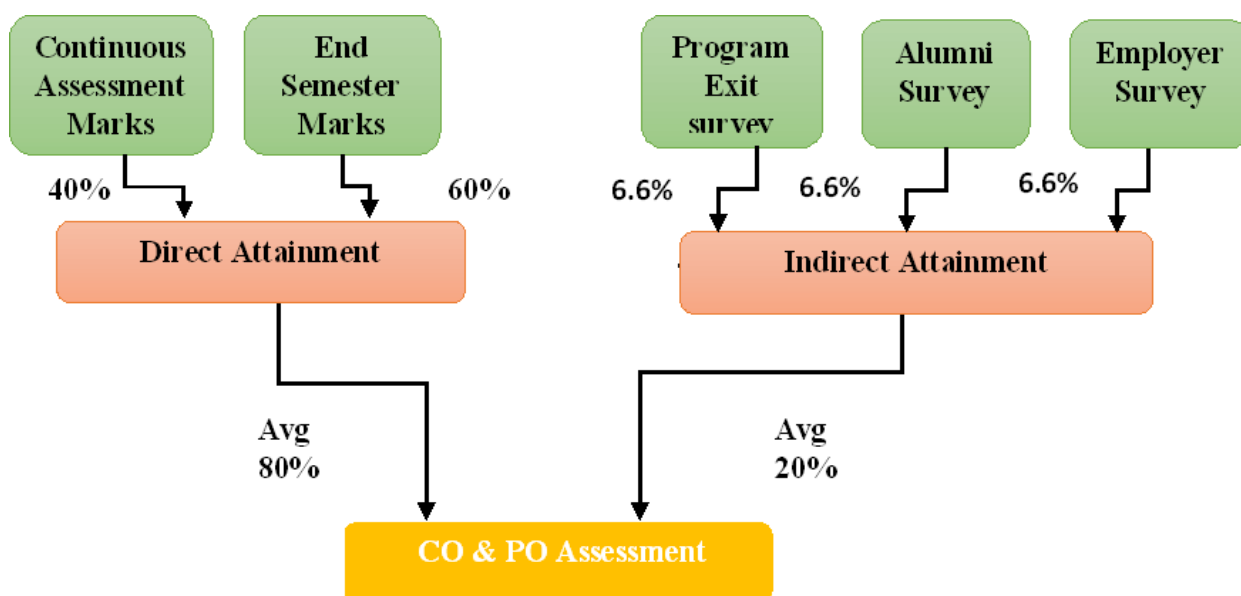 Continuous
Assessment
Marks
End
Semester
Marks
Program
Exit
survey
Alumni
Survey
Employer
Survey
40%
60%
6.6%
6.6%
6.6%
Direct Attainment
Indirect Attainment
Avg
80%
Avg
20%
CO & PO Assessment